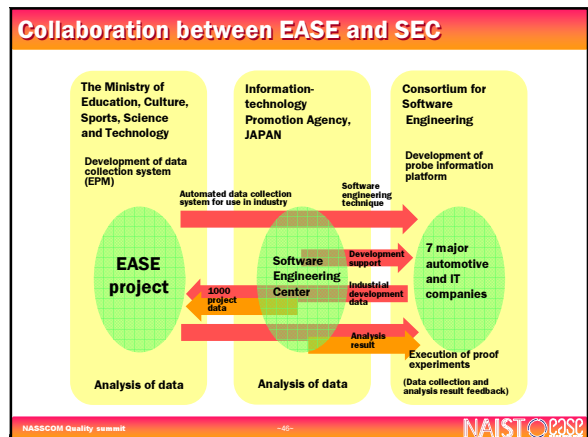 Collaboration between EASE and SEC
The Ministry of
Education, Culture,
Sports, Science
and Technology
Development of data
collection system
(EPM)
Information-
technology
Promotion Agency,
JAPAN
Consortium for
Software
Engineering
Development of
probe information
platform
Automated data collection
system for use in industry
Software
engineering
technique
EASE
project
Software
Engineering
Center
Development
support
7 major
automotive
and IT
companies
1000
project
data
Industrial
development
data
Analysis
result
Execution of proof
experiments
(Data collection and
analysis result feedback)
Analysis of data
Analysis of data
NASSCOM Quality summit
-46-
NAIST ease